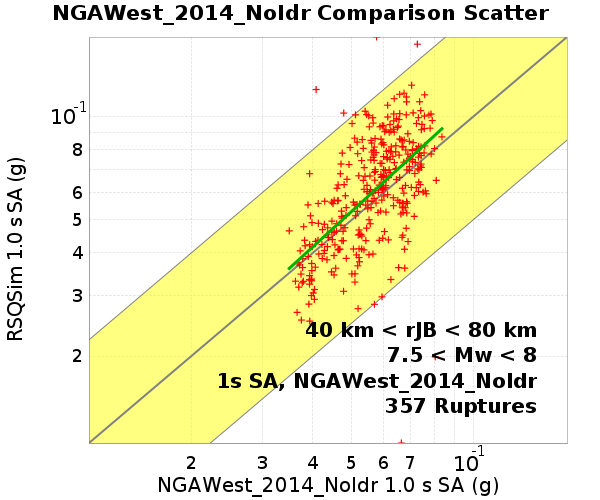 NGAWest_2014_NoIdr Comparison Scatter
RSQSim 1.0 s SA (g)
10-1
8
6
5
4
3
2
40 km < rJB < 80 km
7.5 < Mw < 8
1s SA, NGAWest_2014_NoIdr
357 Ruptures
2 3 4 5 6 7 10-1
NGAWest_2014_NoIdr 1.0 s SA (g)